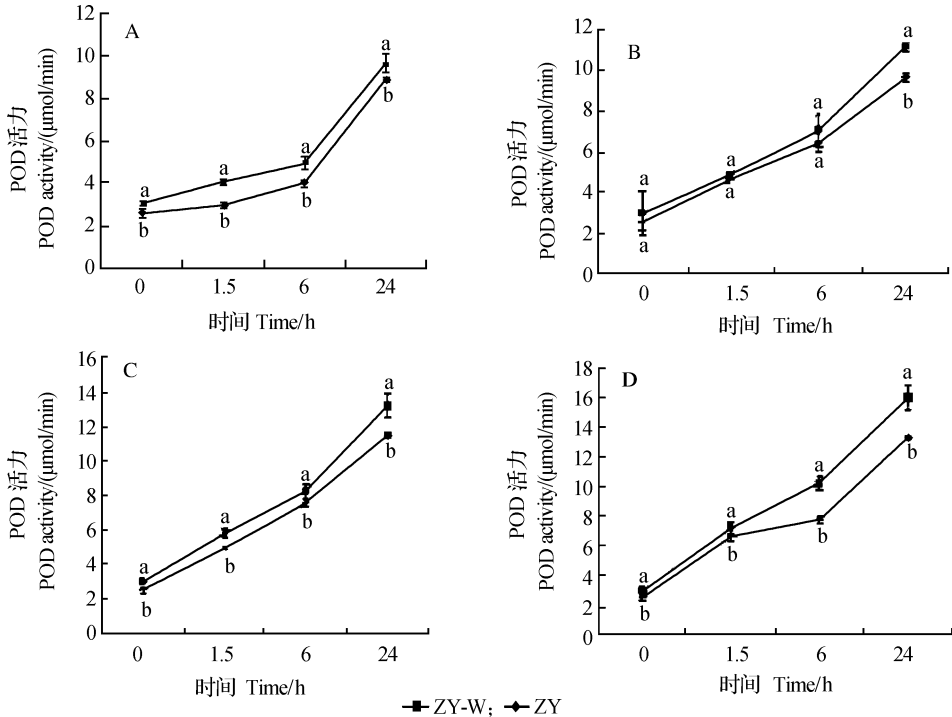 A
12
10
8
6
4
2
0
POD 活力
POD activity/(μmol/min)
a
a
a
a
b
b
b
b
0 1.5 6 24
时间 Time/h
B
12
10
8
6
4
2
0
POD 活力
POD activity/(μmol/min)
a
a
a
a
a
a
a
b
0 1.5 6 24
时间 Time/h
C
16
14
12
10
8
6
4
2
0
POD 活力
POD activity/(μmol/min)
a
a
a
a
b
b
b
b
0 1.5 6 24
时间 Time/h
D
18
16
14
12
10
8
6
4
2
0
POD 活力
POD activity/(μmol/min)
a
a
a
a
b
b
b
b
0 1.5 6 24
时间 Time/h
ZY-W； ZY